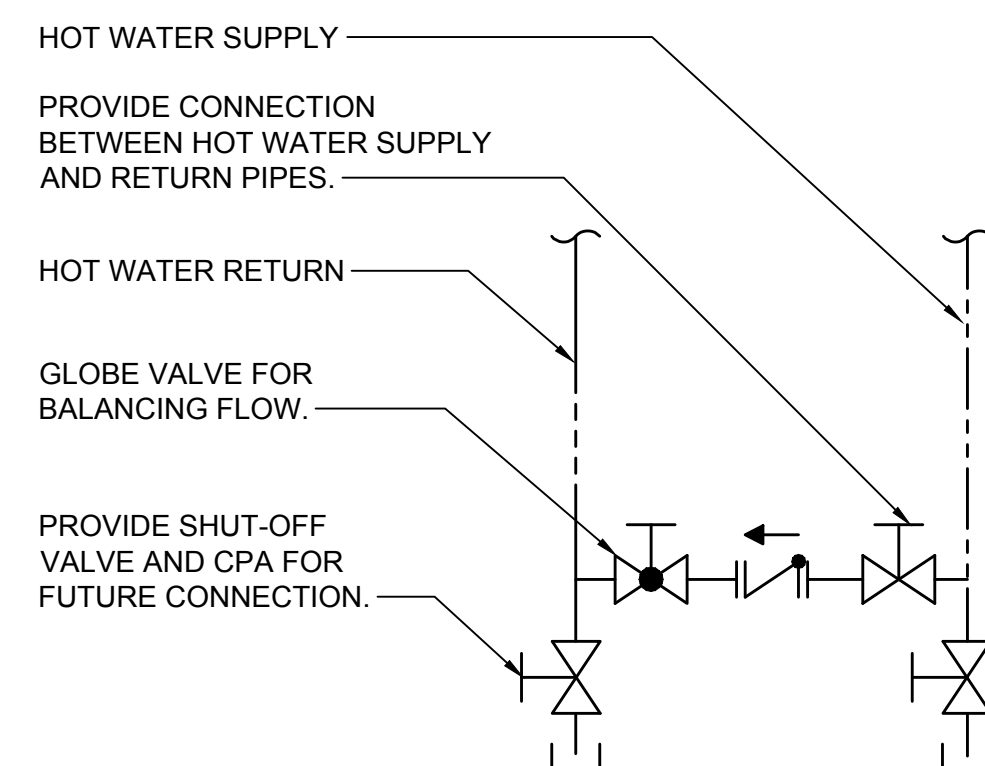 HOT WATER SUPPLY
PROVIDE CONNECTION
BETWEEN HOT WATER SUPPLY
AND RETURN PIPES.
HOT WATER RETURN
GLOBE VALVE FOR
BALANCING FLOW.
PROVIDE SHUT-OFF
VALVE AND CPA FOR
FUTURE CONNECTION.